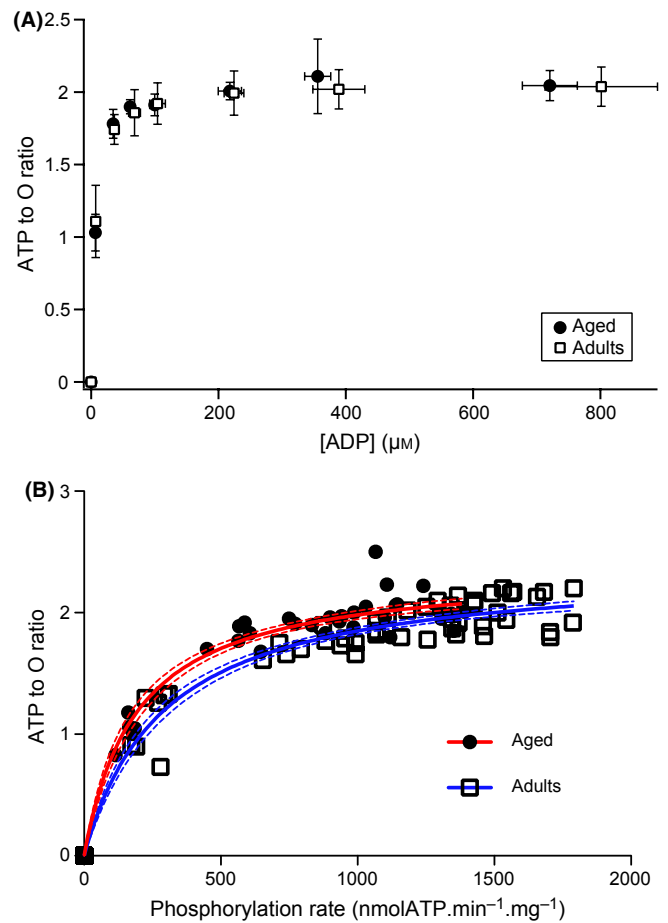 (A)
2.5
2
1.5
1
0.5
0
ATP to O ratio
Aged
Adults
0 200 400 600 800
[ADP] (μM)
(B)
3
2
1
0
ATP to O ratio
Aged
Adults
0 500 1000 1500 2000
Phosphorylation rate (nmolATP.min⁻¹.mg⁻¹)